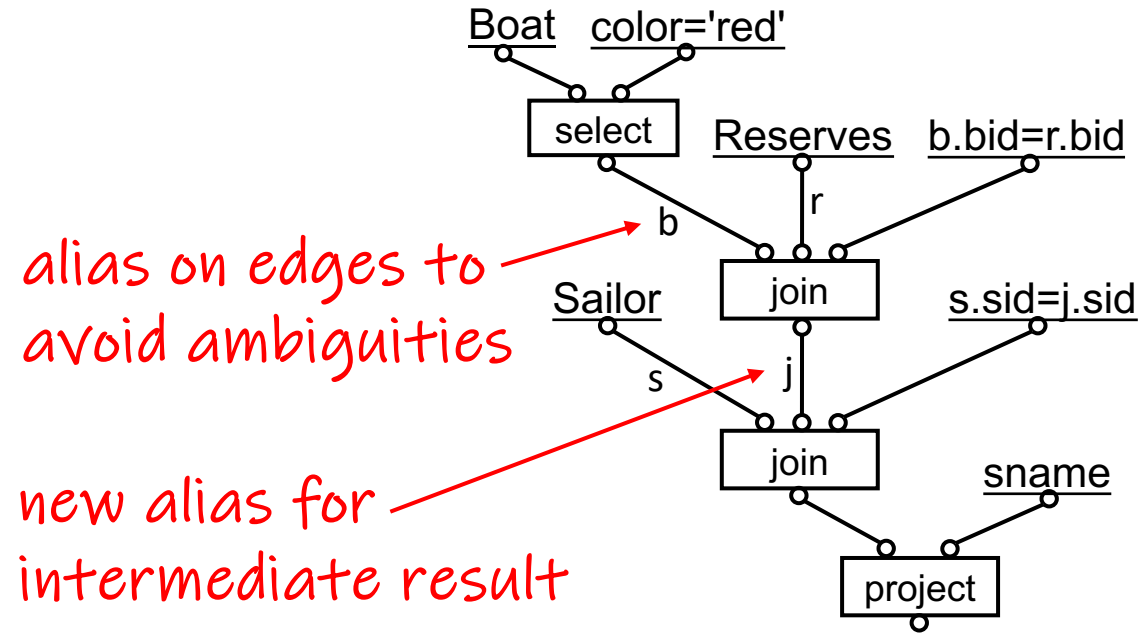 Boat color='red'
select
Reserves b.bid=r.bid
b r
alias on edges to
avoid ambiguities
join
Sailor s.sid=j.sid
s j
join
new alias for
intermediate result
sname
project